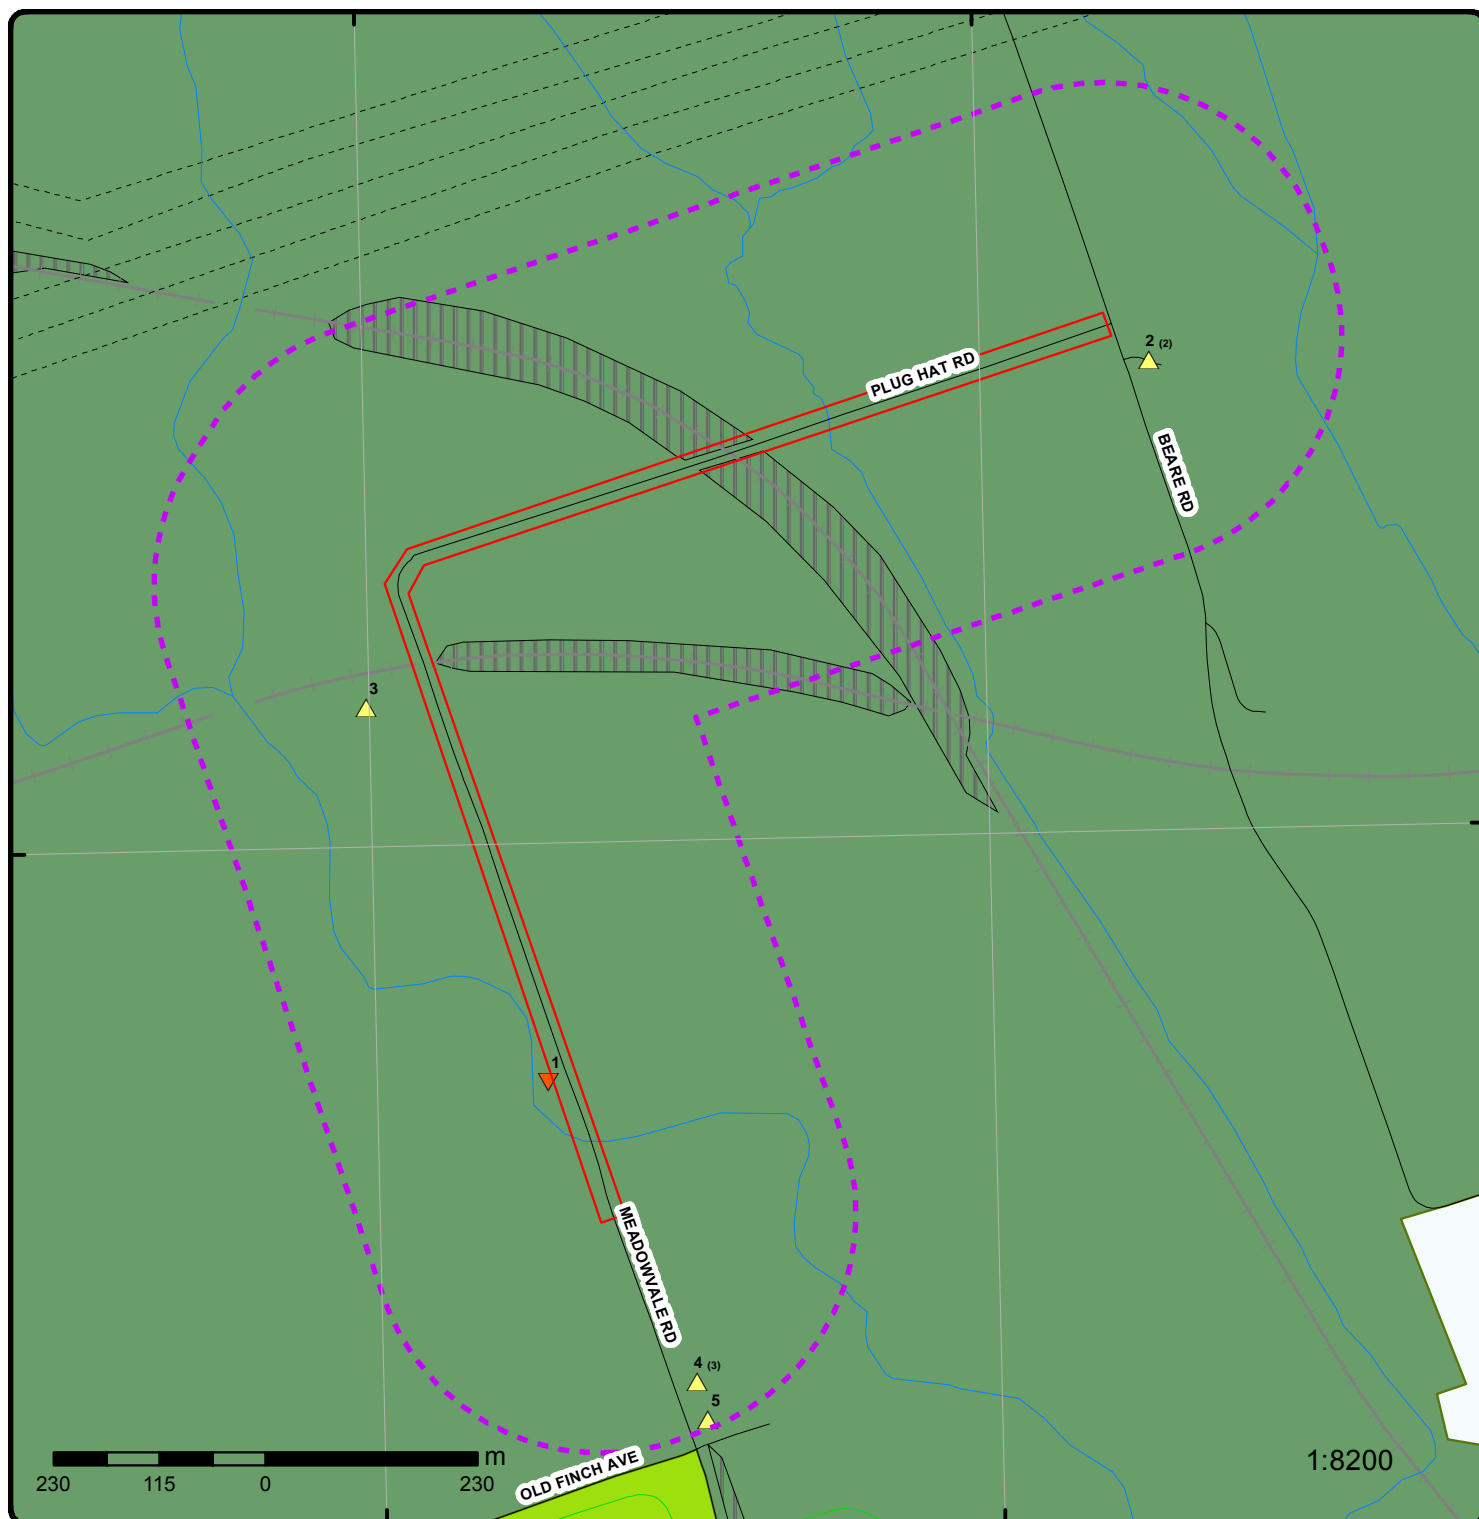 2 (2)
PLUG HAT RD
BEARE RD
3
1
MEADOWVALE RD
4 (3)
5
OLD FINCH AVE
m
230 115 0 230
1:8200